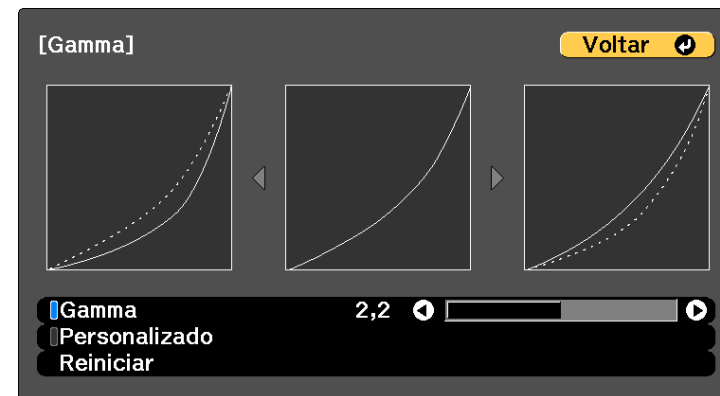 [Gamma]
Voltar
Gamma 2,2
Personalizado
Reiniciar